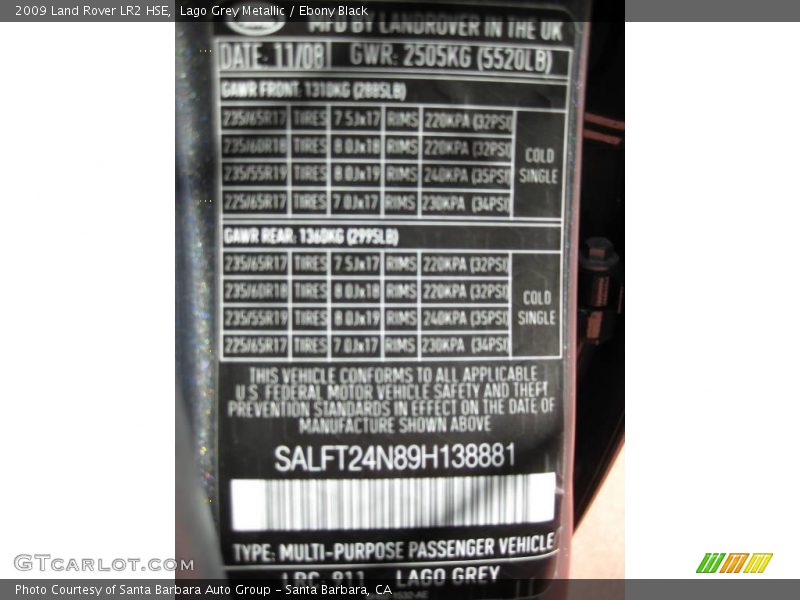 2009 Land Rover LR2 HSE, Lago Grey Metallic / Ebony Black
MFD BY LANDROVER IN THE UK
DATE: 11/08 GWR: 2505KG (5520LB)
GAWR FRONT: 1310KG (2885LB)
235/65R17 TIRES 7.5Jx17 RIMS 220KPA (32PSI)
235/60R18 TIRES 8.0Jx18 RIMS 220KPA (32PSI)
235/55R19 TIRES 8.0Jx19 RIMS 240KPA (35PSI)
225/65R17 TIRES 7.0Jx17 RIMS 230KPA (34PSI)
COLD
SINGLE
GAWR REAR: 1360KG (2995LB)
235/65R17 TIRES 7.5Jx17 RIMS 220KPA (32PSI)
235/60R18 TIRES 8.0Jx18 RIMS 220KPA (32PSI)
235/55R19 TIRES 8.0Jx19 RIMS 240KPA (35PSI)
225/65R17 TIRES 7.0Jx17 RIMS 230KPA (34PSI)
COLD
SINGLE
THIS VEHICLE CONFORMS TO ALL APPLICABLE
U.S. FEDERAL MOTOR VEHICLE SAFETY AND THEFT
PREVENTION STANDARDS IN EFFECT ON THE DATE OF
MANUFACTURE SHOWN ABOVE
SALFT24N89H138881
TYPE: MULTI-PURPOSE PASSENGER VEHICLE
LRC 911 LAGO GREY
GTCarLot.com
Photo Courtesy of Santa Barbara Auto Group - Santa Barbara, CA